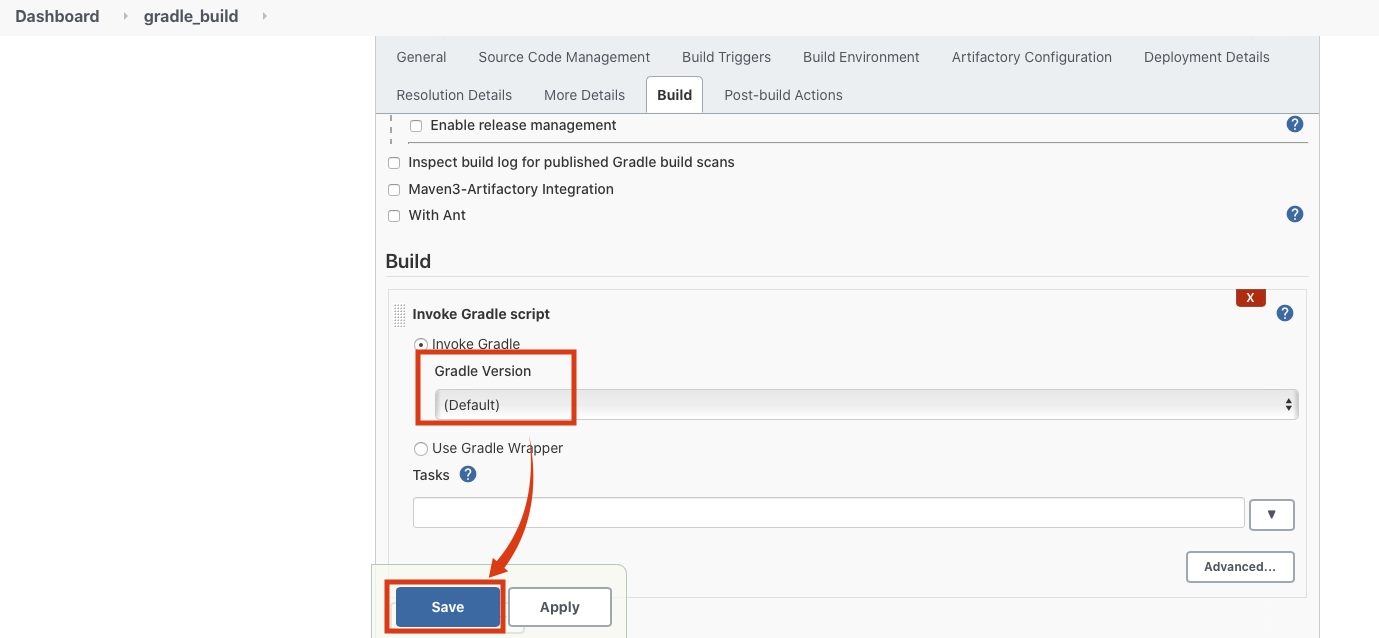 Dashboard gradle_build
General Source Code Management Build Triggers Build Environment Artifactory Configuration Deployment Details
Resolution Details More Details Build Post-build Actions
Enable release management ?
Inspect build log for published Gradle build scans
Maven3-Artifactory Integration
With Ant ?
Build
X
Invoke Gradle script ?
Invoke Gradle
Gradle Version
(Default)
Use Gradle Wrapper
Tasks ?
Advanced...
Save Apply